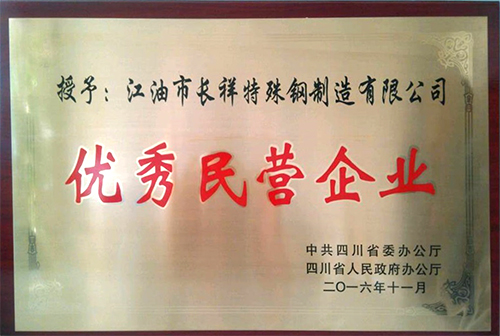 授予：江油市长祥特殊钢制造有限公司
优秀民营企业
中共四川省委办公厅
四川省人民政府办公厅
二〇一六年十一月